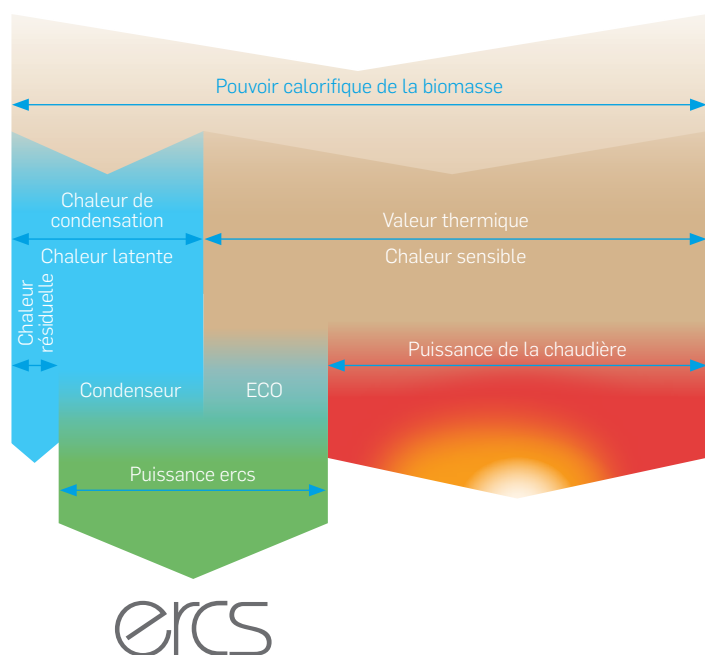 Pouvoir calorifique de la biomasse
Chaleur de
condensation
Valeur thermique
Chaleur latente
Chaleur sensible
Chaleur
résiduelle
Puissance de la chaudière
Condenseur
ECO
Puissance ercs
ercs